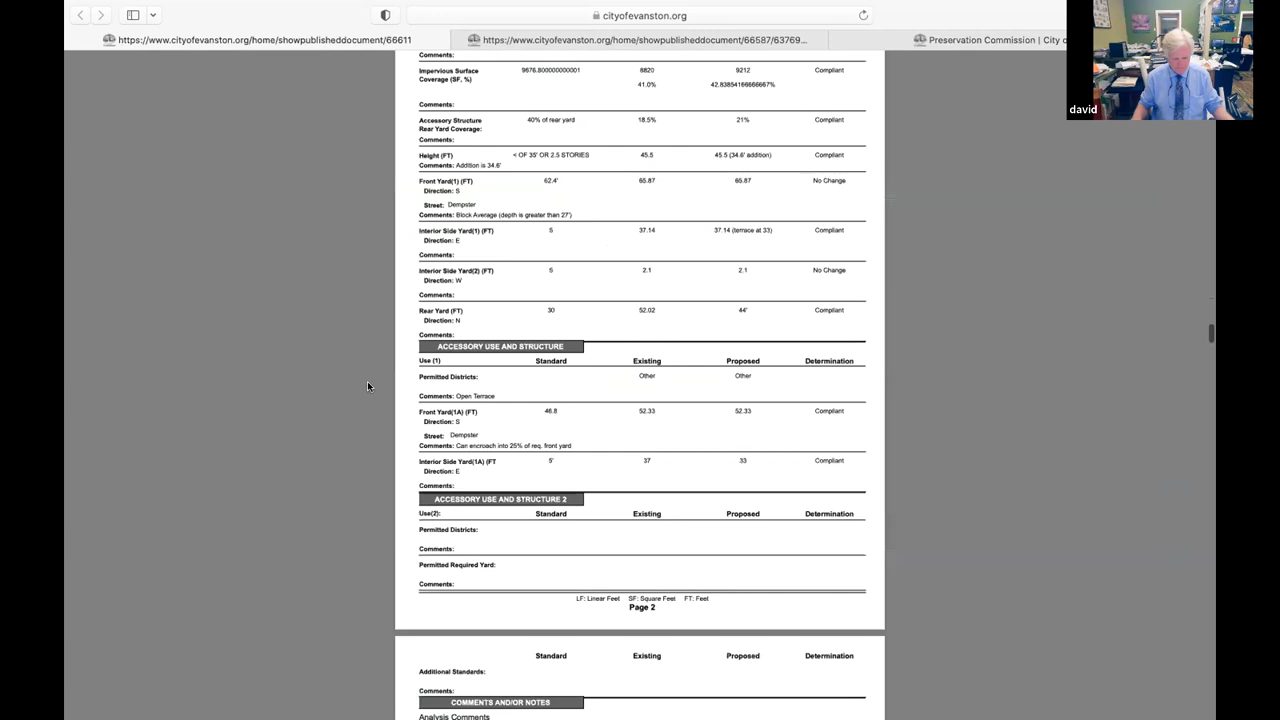 cityofevanston.org
https://www.cityofevanston.org/home/showpublisheddocument/66611
https://www.cityofevanston.org/home/showpublisheddocument/66587/63769...
Preservation Commission | City o
david
Comments:
Impervious Surface 9676.800000000001 8820 9212 Compliant
Coverage (SF, %) 41.0% 42.83854166666667%
Comments:
Accessory Structure 40% of rear yard 18.5% 21% Compliant
Rear Yard Coverage:
Comments:
Height (FT) < OF 35' OR 2.5 STORIES 45.5 45.5 (34.6' addition) Compliant
Comments: Addition is 34.6'
Front Yard(1) (FT) 62.4' 65.87 65.87 No Change
Direction: S
Street: Dempster
Comments: Block Average (depth is greater than 27')
Interior Side Yard(1) (FT) 5 37.14 37.14 (terrace at 33) Compliant
Direction: E
Comments:
Interior Side Yard(2) (FT) 5 2.1 2.1 No Change
Direction: W
Comments:
Rear Yard (FT) 30 52.02 44' Compliant
Direction: N
Comments:
ACCESSORY USE AND STRUCTURE
Use (1) Standard Existing Proposed Determination
Permitted Districts: Other Other
Comments: Open Terrace
Front Yard(1A) (FT) 46.8 52.33 52.33 Compliant
Direction: S
Street: Dempster
Comments: Can encroach into 25% of req. front yard
Interior Side Yard(1A) (FT 5' 37 33 Compliant
Direction: E
Comments:
ACCESSORY USE AND STRUCTURE 2
Use(2): Standard Existing Proposed Determination
Permitted Districts:
Comments:
Permitted Required Yard:
Comments:
LF: Linear Feet SF: Square Feet FT: Feet
Page 2
Standard Existing Proposed Determination
Additional Standards:
Comments:
COMMENTS AND/OR NOTES
Analysis Comments